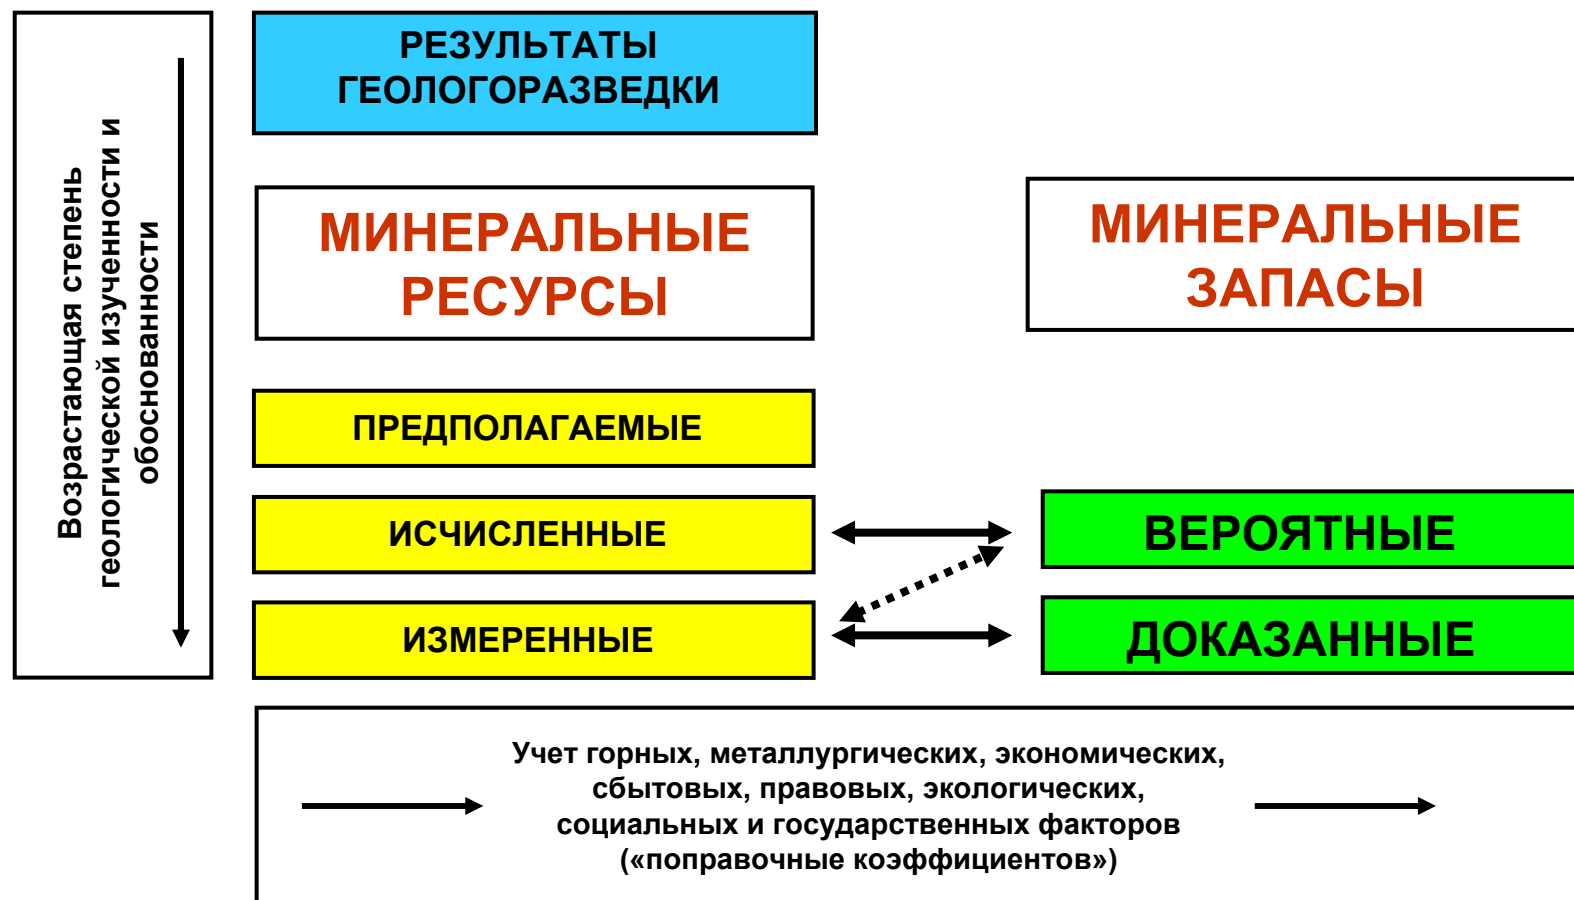 Возрастающая степень
геологической изученности и
обоснованности
РЕЗУЛЬТАТЫ
ГЕОЛОГОРАЗВЕДКИ
МИНЕРАЛЬНЫЕ
РЕСУРСЫ
МИНЕРАЛЬНЫЕ
ЗАПАСЫ
ПРЕДПОЛАГАЕМЫЕ
ИСЧИСЛЕННЫЕ
ВЕРОЯТНЫЕ
ИЗМЕРЕННЫЕ
ДОКАЗАННЫЕ
Учет горных, металлургических, экономических,
сбытовых, правовых, экологических,
социальных и государственных факторов
(«поправочные коэффициентов»)